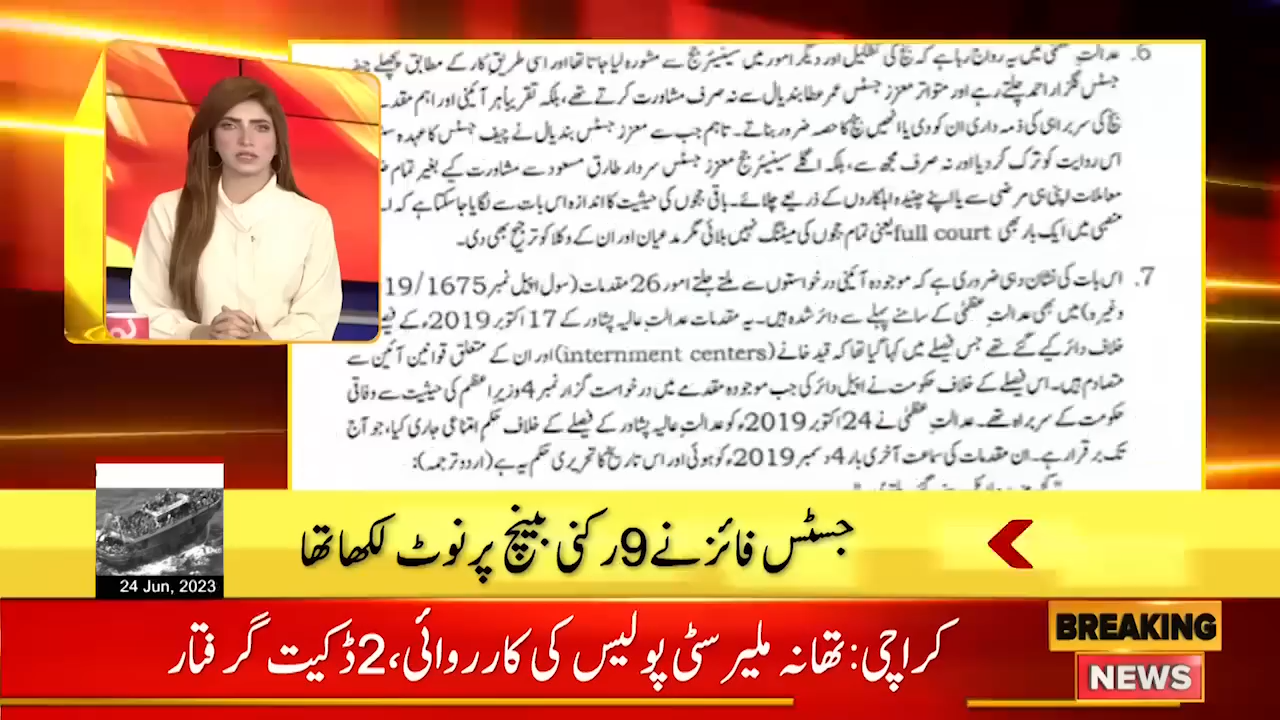 6. عدالتِ عظمیٰ میں یہ رواج رہا ہے کہ بنچ کی تشکیل اور دیگر امور میں سینیئر جج سے مشورہ لیا جاتا تھا اور اسی طریق کار کے مطابق پچھلے چیف
جسٹس گلزار احمد چلتے رہے اور متواتر معزز جسٹس عمر عطا بندیال سے نہ صرف مشاورت کرتے تھے، بلکہ تقریباً ہر آئینی اور اہم مقدمے
بنچ کی سربراہی کی ذمہ داری ان کو دی یا انھیں بنچ کا حصہ ضرور بناتے۔ تاہم جب سے معزز جسٹس بندیال نے چیف جسٹس کا عہدہ
اس روایت کو ترک کر دیا اور نہ صرف مجھ سے، بلکہ اگلے سینیئر جج معزز جسٹس سردار طارق مسعود سے مشاورت کے بغیر تمام
معاملات اپنی ہی مرضی سے یا اپنے چنیدہ اہلکاروں کے ذریعے چلائے۔ باقی ججوں کی حیثیت کا اندازہ اس بات سے لگایا جاسکتا ہے کہ
منصبی میں ایک بار بھی full court یعنی تمام ججوں کی میٹنگ نہیں بلائی مگر مدعیان اور ان کے وکلا کو ترجیح بھی دی۔
7. اس بات کی نشان دہی ضروری ہے کہ موجودہ آئینی درخواستوں سے ملتے جلتے امور 26 مقدمات (سول اپیل نمبر 1675/19
وغیرہ) میں بھی عدالتِ عظمیٰ کے سامنے پہلے سے دائر شدہ ہیں۔ یہ مقدمات عدالتِ عالیہ پشاور کے 17 اکتوبر 2019ء کے
خلاف دائر کیے گئے تھے جس فیصلے میں کہا گیا تھا کہ قید خانے (internment centers) اور ان کے متعلق قوانین آئین سے
متصادم ہیں۔ اس فیصلے کے خلاف حکومت نے اپیل دائر کی جب موجودہ مقدمے میں درخواست گزار نمبر 4 وزیرِ اعظم کی حیثیت سے وفاقی
حکومت کے سربراہ تھے۔ عدالتِ عظمیٰ نے 24 اکتوبر 2019ء کو عدالتِ عالیہ پشاور کے فیصلے کے خلاف حکم امتناعی جاری کیا، جو آج
تک برقرار ہے۔ ان مقدمات کی سماعت آخری بار 4 دسمبر 2019ء کو ہوئی اور اس تاریخ کا تحریری حکم یہ ہے (اردو ترجمہ):
جسٹس فائز نے 9 رکنی بینچ پر نوٹ لکھا تھا
24 Jun, 2023
کراچی: تھانہ ملیر سٹی پولیس کی کارروائی، 2 ڈکیت گرفتار
BREAKING
NEWS